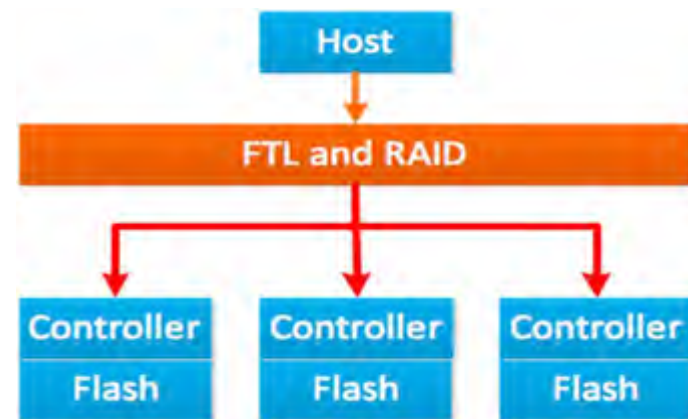 Host
FTL and RAID
Controller
Flash
Controller
Flash
Controller
Flash